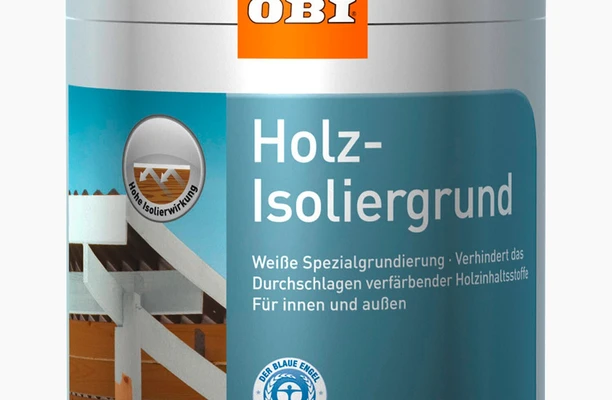 OBI
Holz-
Isoliergrund
Hohe Isolierwirkung
Weiße Spezialgrundierung · Verhindert das
Durchschlagen verfärbender Holzinhaltsstoffe
Für innen und außen
DER BLAUE ENGEL